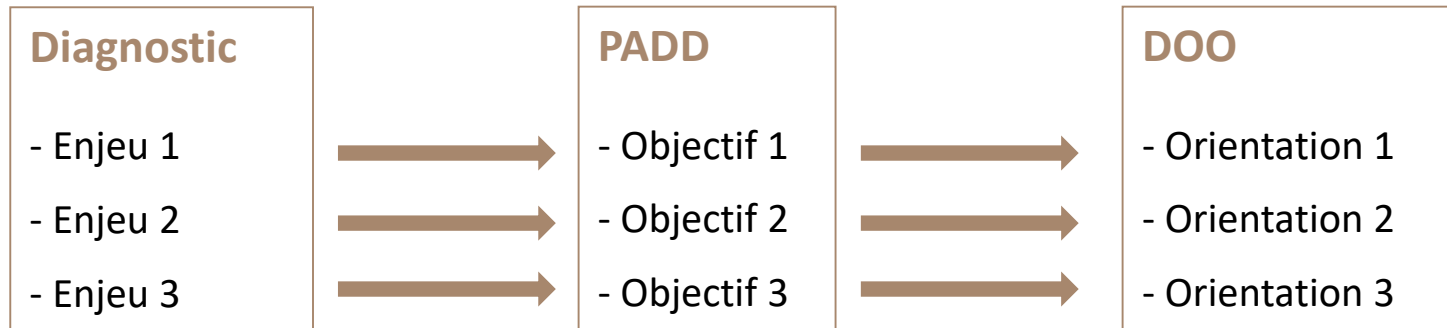 Diagnostic
- Enjeu 1
- Enjeu 2
- Enjeu 3
PADD
- Objectif 1
- Objectif 2
- Objectif 3
DOO
- Orientation 1
- Orientation 2
- Orientation 3